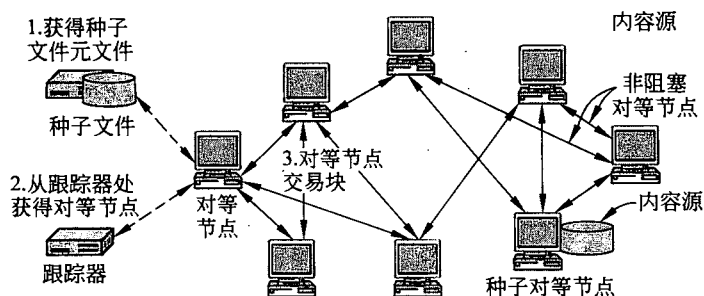 1.获得种子
文件元文件
种子文件
2.从跟踪器处
获得对等节点
跟踪器
对等
节点
3.对等节点
交易块
内容源
非阻塞
对等节点
内容源
种子对等节点